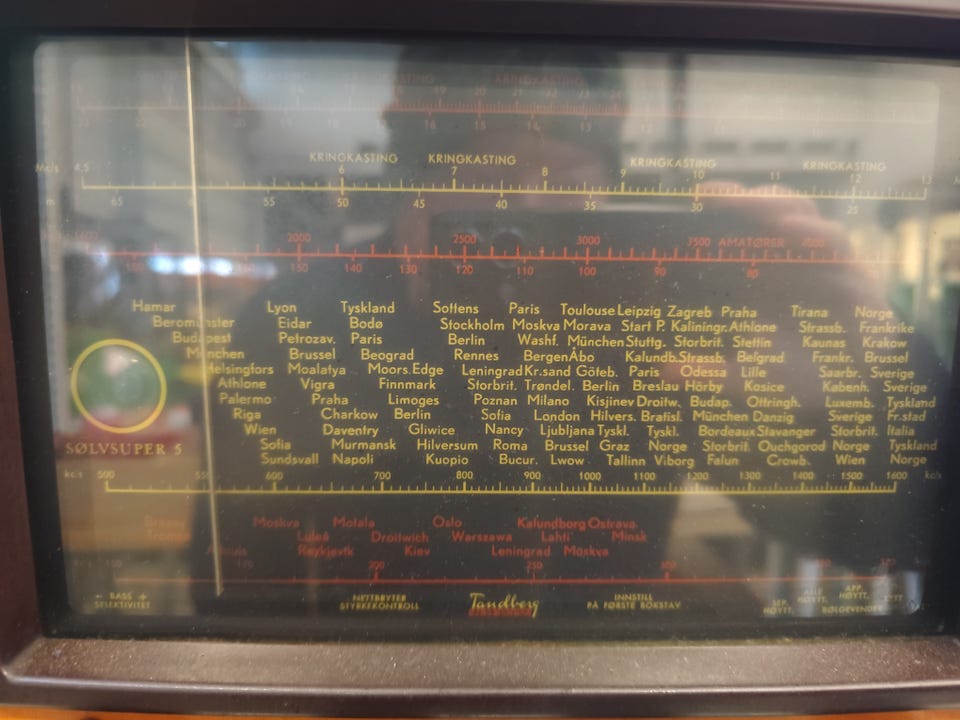 KRINGKASTING
KRINGKASTING KRINGKASTING KRINGKASTING KRINGKASTING
4,5 6 7 8 9 10 11 12 13
m 65 55 50 45 40 35 30 25
2000 2500 3000 3500 AMATØRER 4000
150 140 130 120 110 100 90 80
Hamar Lyon Tyskland Sottens Paris Toulouse Leipzig Zagreb Praha Tirana Norge
Beromünster Eidar Bodø Stockholm Moskva Morava Start P. Kaliningr. Athlone Strassb. Frankrike
Budapest Petrozav. Paris Berlin Washf. München Stuttg. Storbrit. Stettin Kaunas Krakow
München Brussel Beograd Rennes Bergen Åbo Kalundb. Strassb. Belgrad Frankr. Brussel
Helsingfors Moalatya Moors.Edge Leningrad Kr.sand Göteb. Paris Odessa Lille Saarbr. Sverige
Athlone Vigra Finnmark Storbrit. Trøndel. Berlin Breslau Hörby Kosice Københ. Sverige
Palermo Praha Limoges Poznan Milano Kisjinev Droitw. Budap. Ottringh. Luxemb. Tyskland
Riga Charkow Berlin Sofia London Hilvers. Bratisl. München Danzig Sverige Fr.stad
Wien Daventry Gliwice Nancy Ljubljana Tyskl. Tyskl. Bordeaux Stavanger Storbrit. Italia
Sofia Murmansk Hilversum Roma Brussel Graz Norge Storbrit Ouchgorod Norge Tyskland
Sundsvall Napoli Kuopio Bucur. Lwow Tallinn Viborg Falun Crowb. Wien Norge
SØLVSUPER 5
kc/s 500 550 600 700 800 900 1000 1100 1200 1300 1400 1500 1600 kc/s
Moskva Motala Oslo Kalundborg Ostrava
Tromsø Luleå Droitwich Warszawa Lahti Minsk
Reykjavik Kiev Leningrad Moskva
200 250 300
← BASS +
SELEKTIVITET
NETTBRYTER
STYRKEKONTROLL
Tandberg
INNSTILL
PÅ FØRSTE BOKSTAV
HØYTT.
HØYTT.
BØLGEVENDER